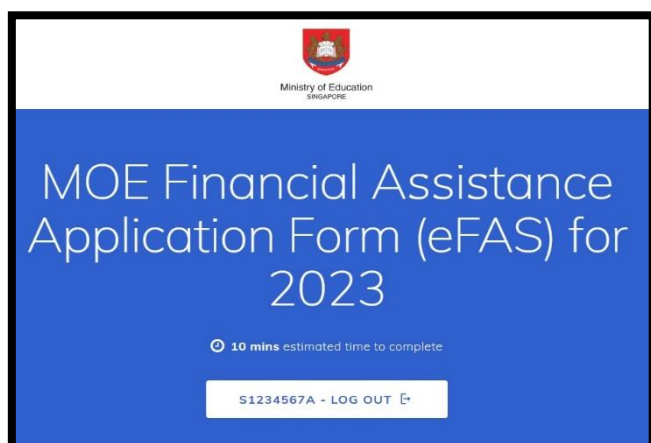 Ministry of Education
SINGAPORE
MOE Financial Assistance
Application Form (eFAS) for
2023
10 mins estimated time to complete
S1234567A - LOG OUT